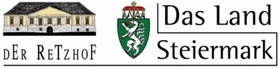 DER RETZHOF
Das Land
Steiermark